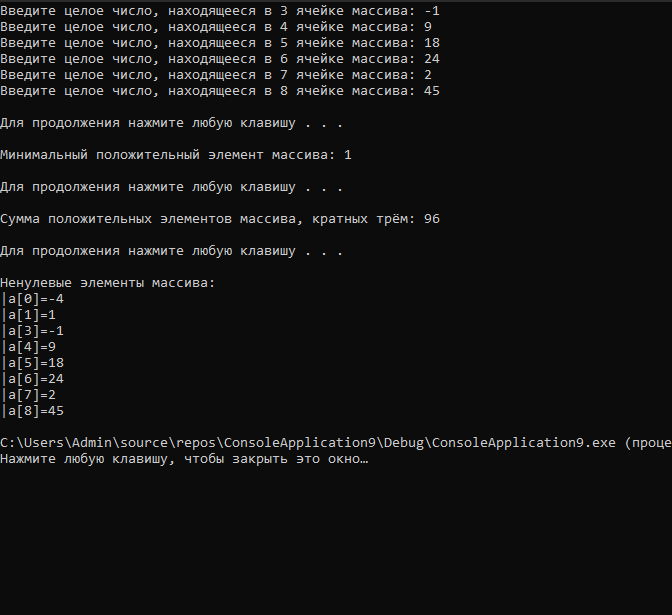 Введите целое число, находящееся в 3 ячейке массива: -1
Введите целое число, находящееся в 4 ячейке массива: 9
Введите целое число, находящееся в 5 ячейке массива: 18
Введите целое число, находящееся в 6 ячейке массива: 24
Введите целое число, находящееся в 7 ячейке массива: 2
Введите целое число, находящееся в 8 ячейке массива: 45
Для продолжения нажмите любую клавишу . . .
Минимальный положительный элемент массива: 1
Для продолжения нажмите любую клавишу . . .
Сумма положительных элементов массива, кратных трём: 96
Для продолжения нажмите любую клавишу . . .
Ненулевые элементы массива:
|a[0]=-4
|a[1]=1
|a[3]=-1
|a[4]=9
|a[5]=18
|a[6]=24
|a[7]=2
|a[8]=45
C:\Users\Admin\source\repos\ConsoleApplication9\Debug\ConsoleApplication9.exe (проце
Нажмите любую клавишу, чтобы закрыть это окно…